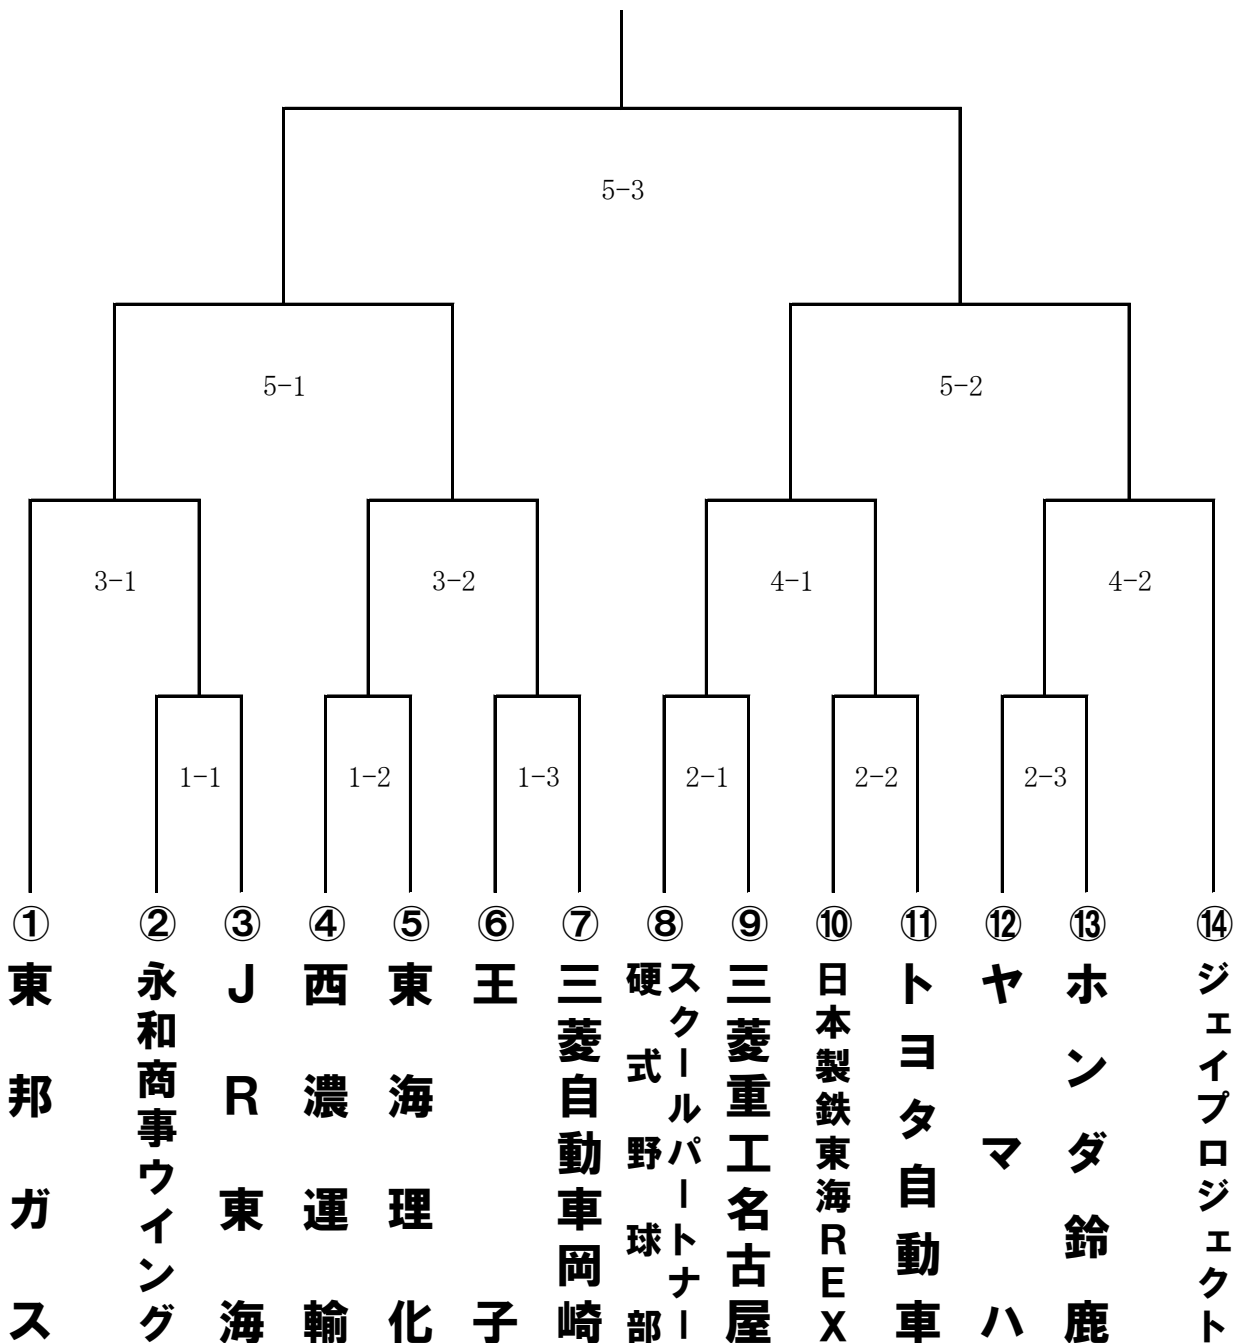 5-3
5-1
5-2
3-1
3-2
4-1
4-2
1-1
1-2
1-3
2-1
2-2
2-3
①
東邦ガス
②
永和商事ウイング
③
JR東海
④
西濃運輸
⑤
東海理化
⑥
王子
⑦
三菱自動車岡崎
⑧
スクールパートナー
硬式野球部
⑨
三菱重工名古屋
⑩
日本製鉄東海REX
⑪
トヨタ自動車
⑫
ヤマハ
⑬
ホンダ鈴鹿
⑭
ジェイプロジェクト